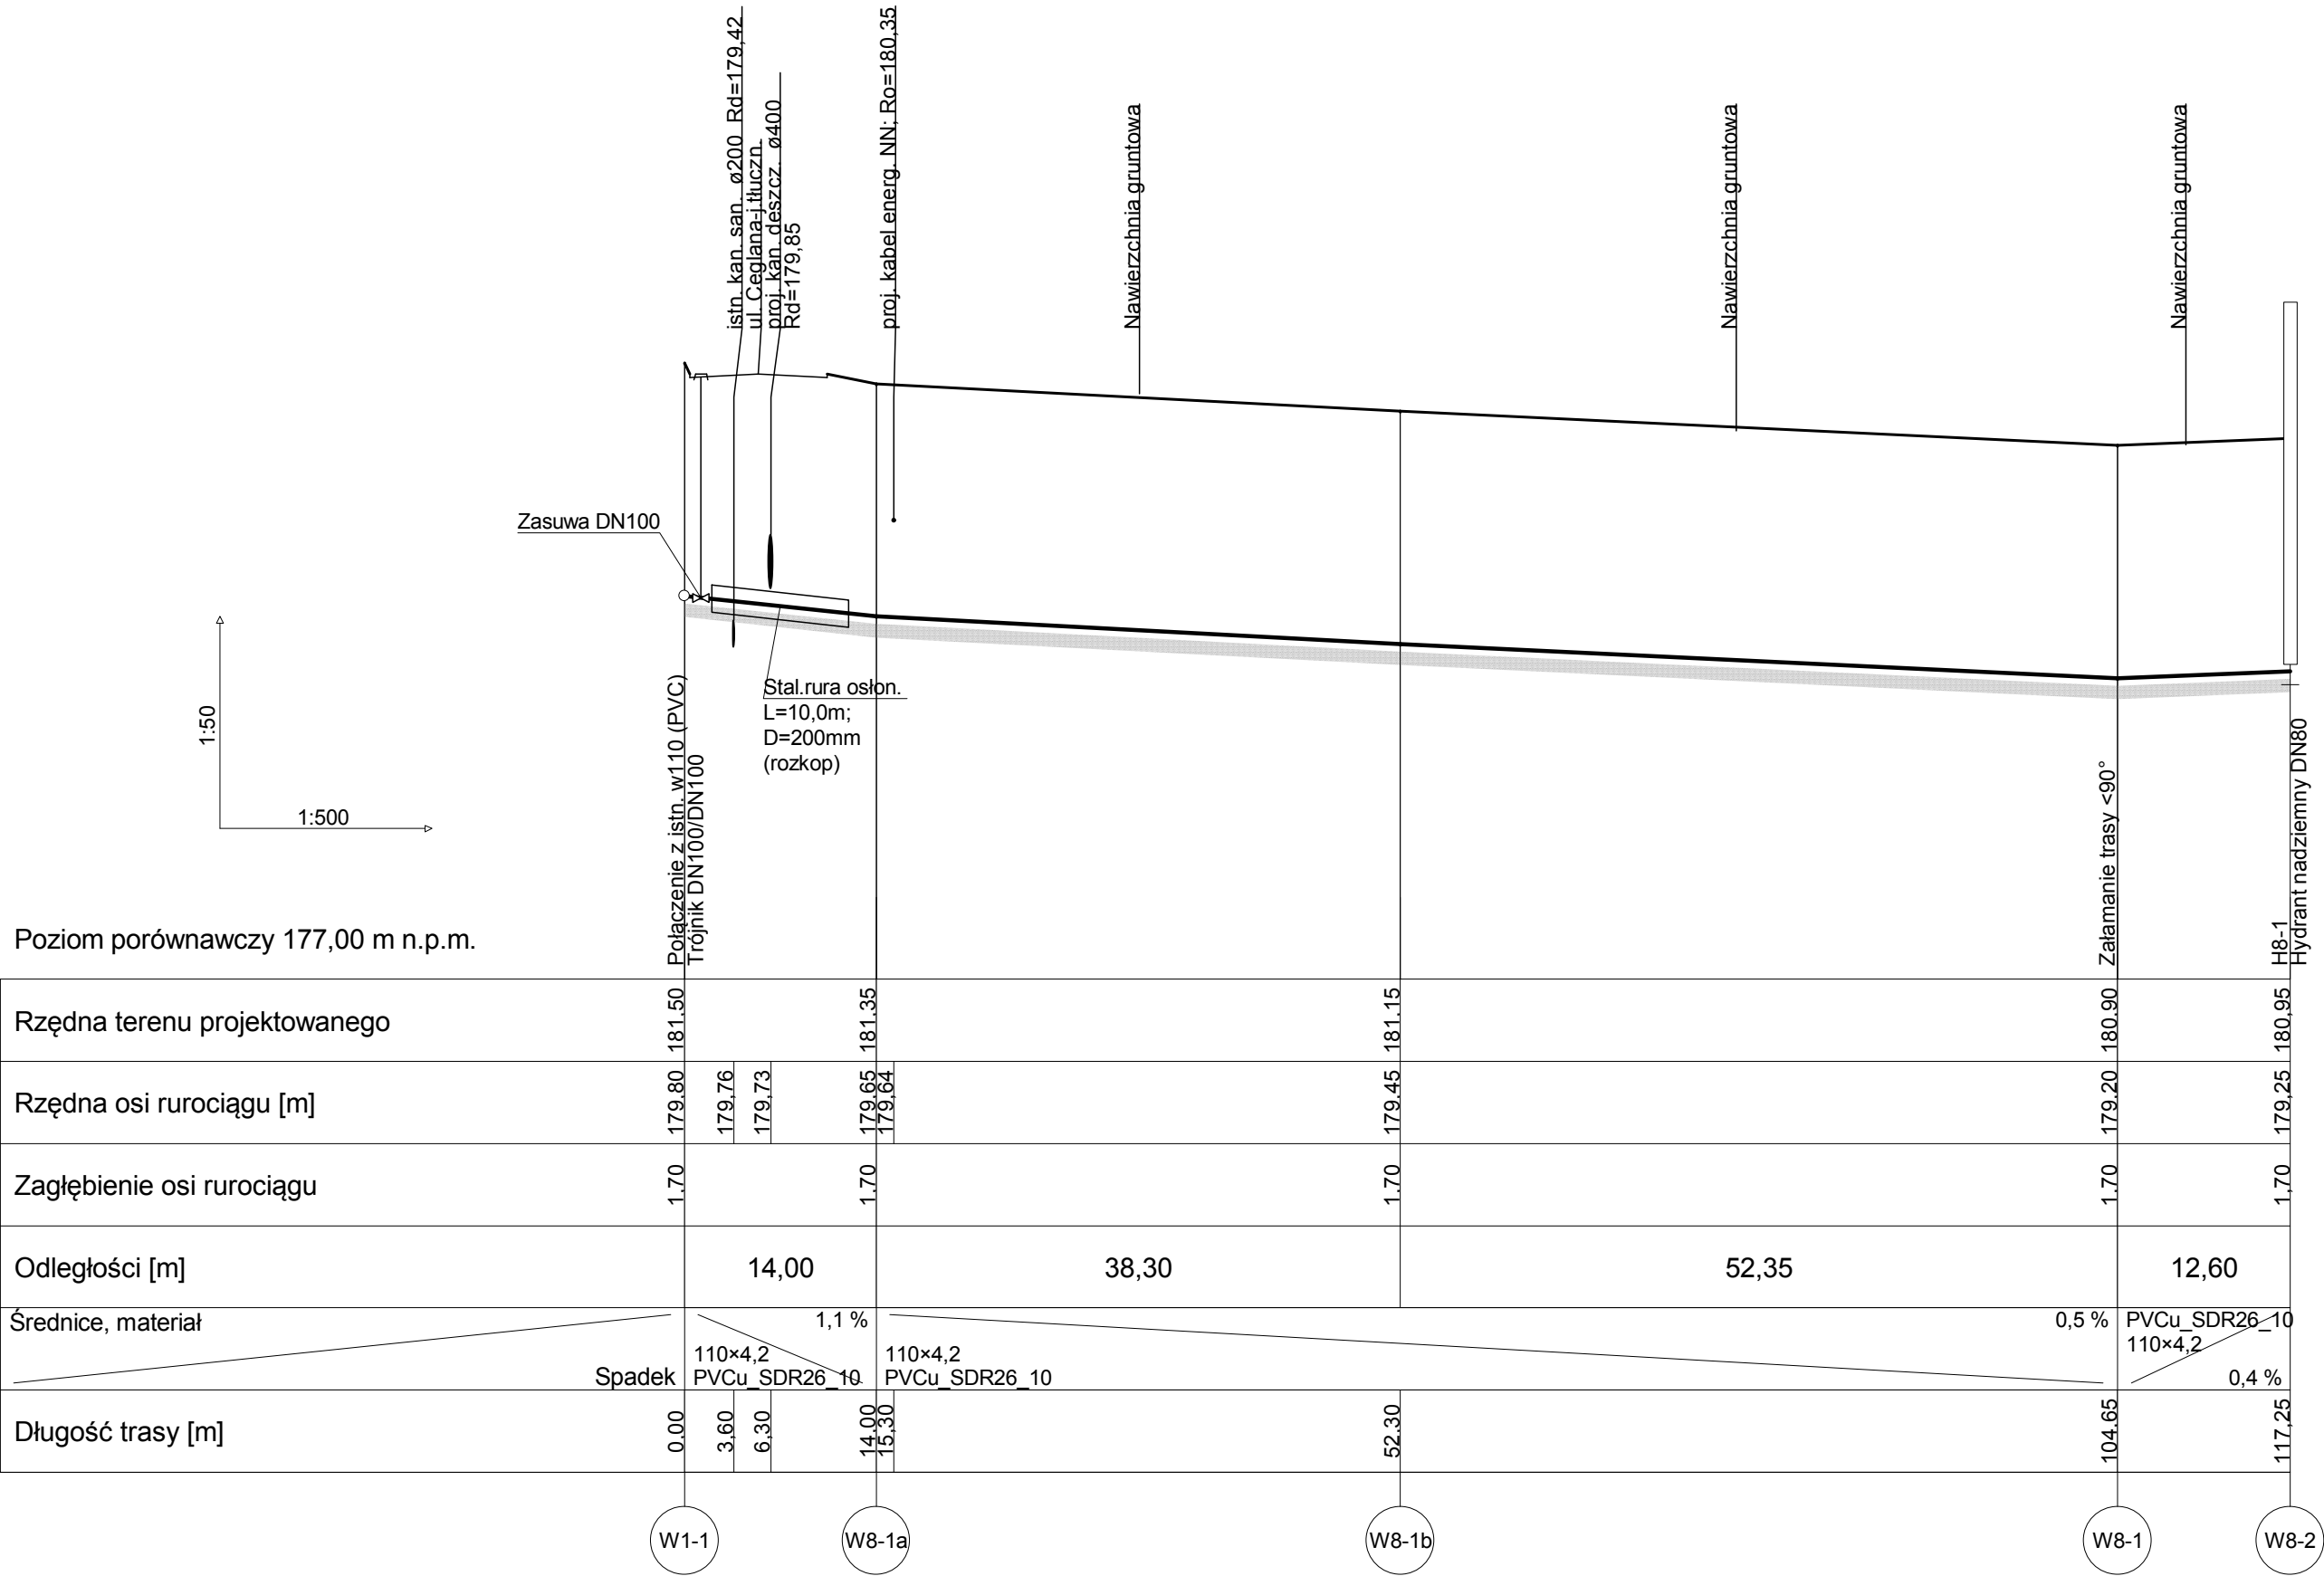 istn. kan. san. ø200 Rd=179,42
ul. Ceglana-j.tłuczn.
proj. kan. deszcz. ø400
Rd=179,85
proj. kabel energ. NN; Ro=180,35
Nawierzchnia gruntowa
Nawierzchnia gruntowa
Nawierzchnia gruntowa
Zasuwa DN100
Stal.rura osłon.
L=10,0m;
D=200mm
(rozkop)
1:50
1:500
Połączenie z istn. w110 (PVC)
Trójnik DN100/DN100
Załamanie trasy <90°
H8-1
Hydrant nadziemny DN80
Poziom porównawczy 177,00 m n.p.m.
Rzędna terenu projektowanego
181.50
181.35
181.15
180.90
180,95
Rzędna osi rurociągu [m]
179.80
179,76
179,73
179.65
179,64
179.45
179.20
179,25
Zagłębienie osi rurociągu
1.70
1.70
1.70
1.70
1,70
Odległości [m]
14,00
38,30
52,35
12,60
Średnice, materiał
Spadek
1,1 %
110×4,2
PVCu_SDR26_10
0,5 %
110×4,2
PVCu_SDR26_10
PVCu_SDR26_10
110×4,2
0,4 %
Długość trasy [m]
0.00
3,60
6,30
14.00
15,30
52.30
104.65
117,25
W1-1
W8-1a
W8-1b
W8-1
W8-2